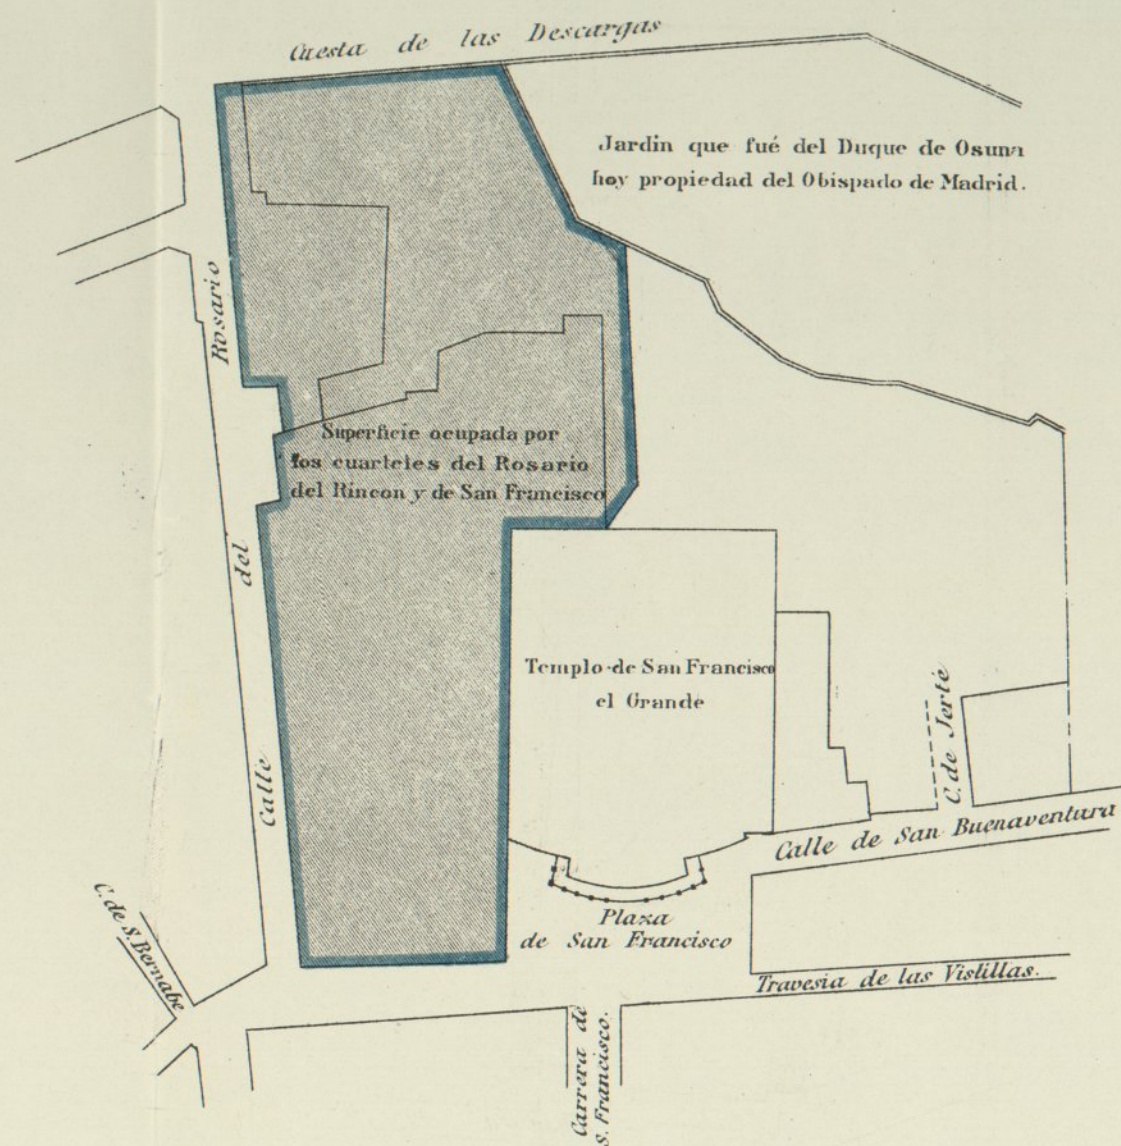 Cuesta de las Descargas
Jardin que fué del Duque de Osuna
hoy propiedad del Obispado de Madrid.
Superficie ocupada por
los cuarteles del Rosario
del Rincon y de San Francisco
Calle del Rosario
Templo de San Francisco
el Grande
C. de Jerté
Calle de San Buenaventura
Plaza
de San Francisco
Travesia de las Vistillas.
C. de S. Bernabe
Carrera de
S. Francisco.